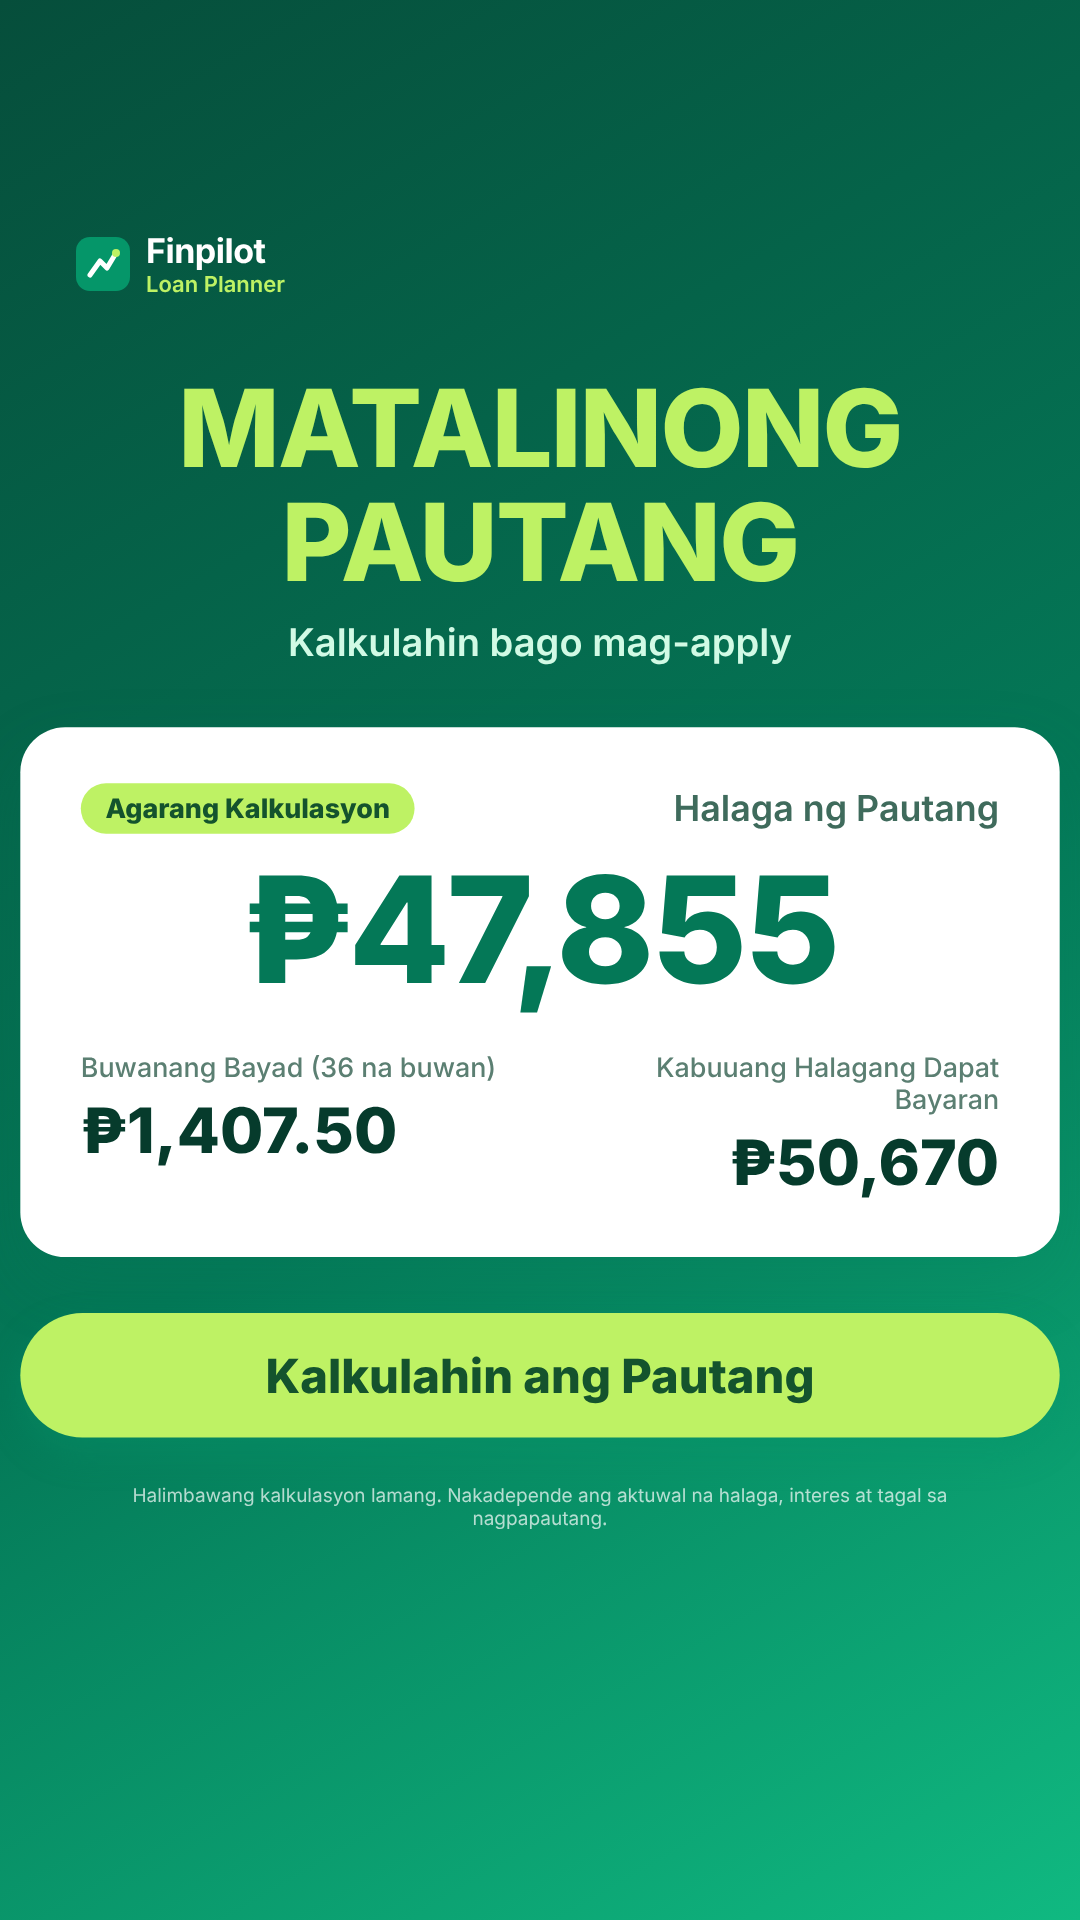 Finpilot
Loan Planner
MATALINONG
PAUTANG
Kalkulahin bago mag-apply
Agarang Kalkulasyon
Halaga ng Pautang
₱47,855
Buwanang Bayad (36 na buwan)
₱1,407.50
Kabuuang Halagang Dapat
Bayaran
₱50,670
Kalkulahin ang Pautang
Halimbawang kalkulasyon lamang. Nakadepende ang aktuwal na halaga, interes at tagal sa
nagpapautang.